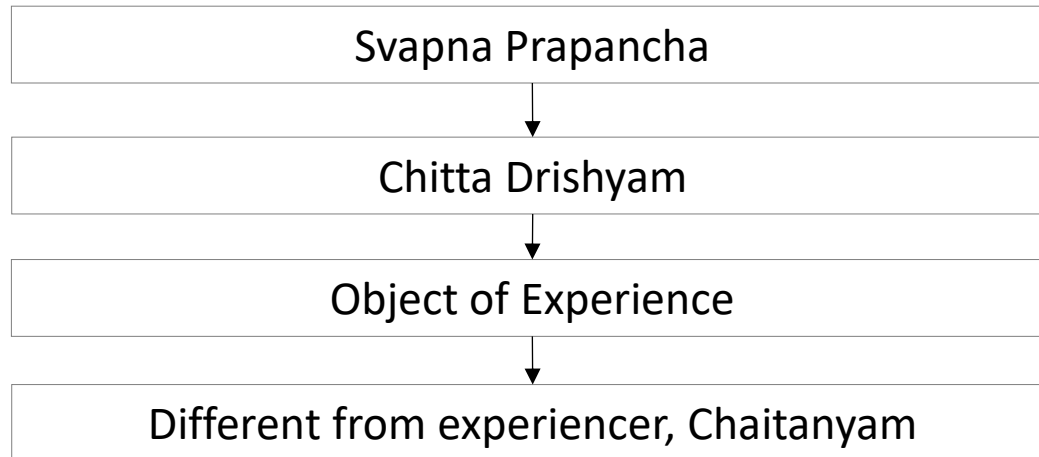 Svapna Prapancha
Chitta Drishyam
Object of Experience
Different from experiencer, Chaitanyam